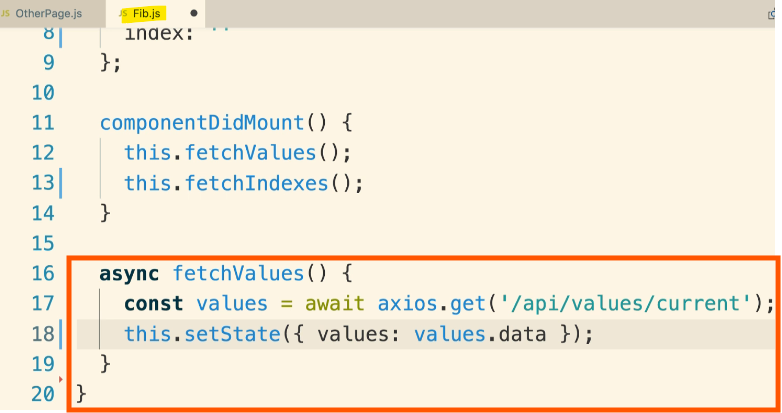 JS OtherPage.js JS Fib.js
8 index: ''
9 };
10
11 componentDidMount() {
12 this.fetchValues();
13 this.fetchIndexes();
14 }
15
16 async fetchValues() {
17 const values = await axios.get('/api/values/current');
18 this.setState({ values: values.data });
19 }
20 }